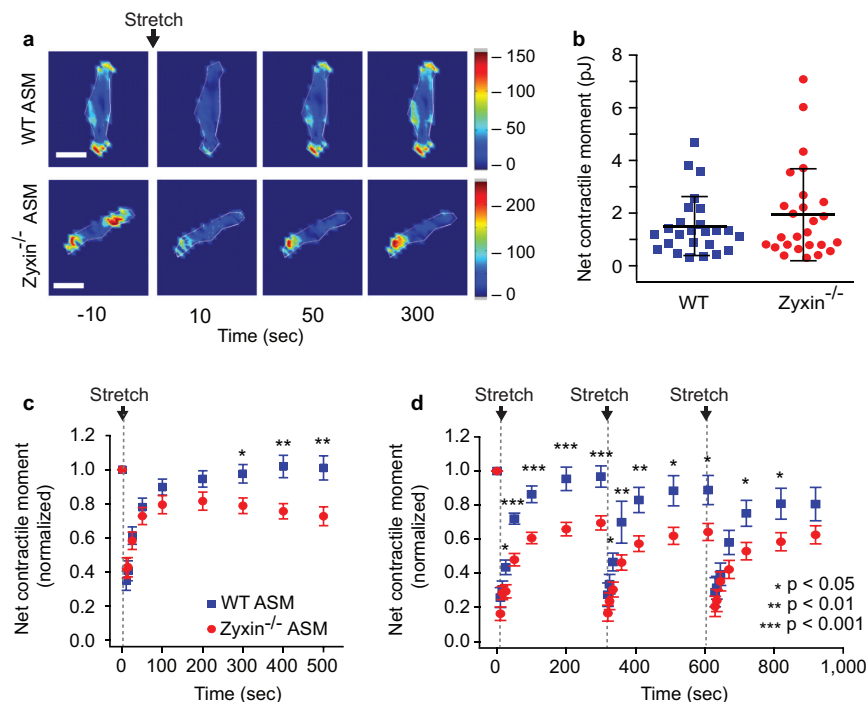 a
Stretch
WT ASM
Zyxin-/- ASM
150
100
50
0
200
100
0
-10
10
50
300
Time (sec)
b
Net contractile moment (pJ)
8
6
4
2
0
WT
Zyxin-/-
c
Stretch
Net contractile moment
(normalized)
1.2
1.0
0.8
0.6
0.4
0.2
0.0
* ** **
WT ASM
Zyxin-/- ASM
0 100 200 300 400 500
Time (sec)
d
Stretch Stretch Stretch
Net contractile moment
(normalized)
1.2
1.0
0.8
0.6
0.4
0.2
0.0
* *** *** *** *** * ** ** * * * *
* p < 0.05
** p < 0.01
*** p < 0.001
0 200 400 600 800 1,000
Time (sec)